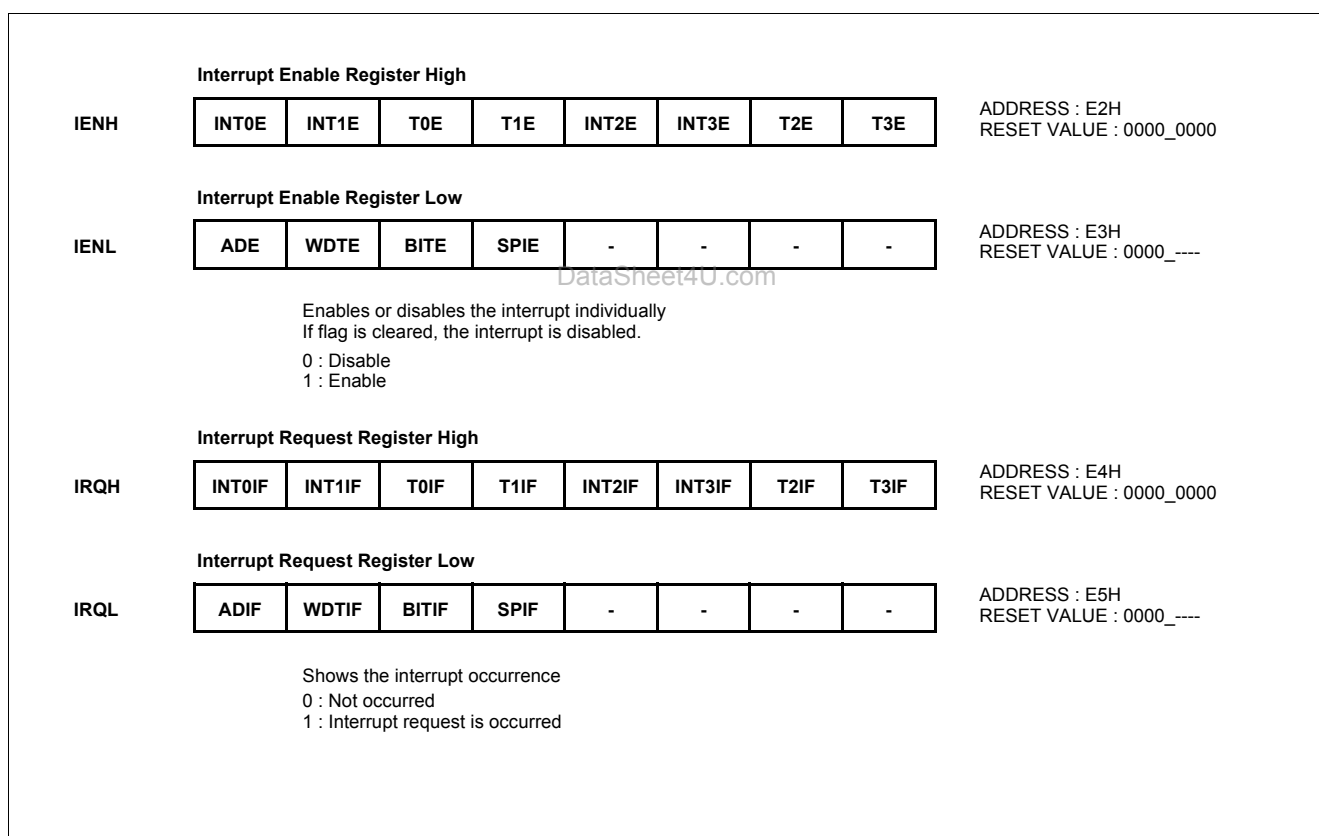 Interrupt Enable Register High
IENH INT0E INT1E T0E T1E INT2E INT3E T2E T3E ADDRESS : E2H
RESET VALUE : 0000_0000
Interrupt Enable Register Low
IENL ADE WDTE BITE SPIE - - - - ADDRESS : E3H
RESET VALUE : 0000_----
DataSheet4U.com
Enables or disables the interrupt individually
If flag is cleared, the interrupt is disabled.
0 : Disable
1 : Enable
Interrupt Request Register High
IRQH INT0IF INT1IF T0IF T1IF INT2IF INT3IF T2IF T3IF ADDRESS : E4H
RESET VALUE : 0000_0000
Interrupt Request Register Low
IRQL ADIF WDTIF BITIF SPIF - - - - ADDRESS : E5H
RESET VALUE : 0000_----
Shows the interrupt occurrence
0 : Not occurred
1 : Interrupt request is occurred